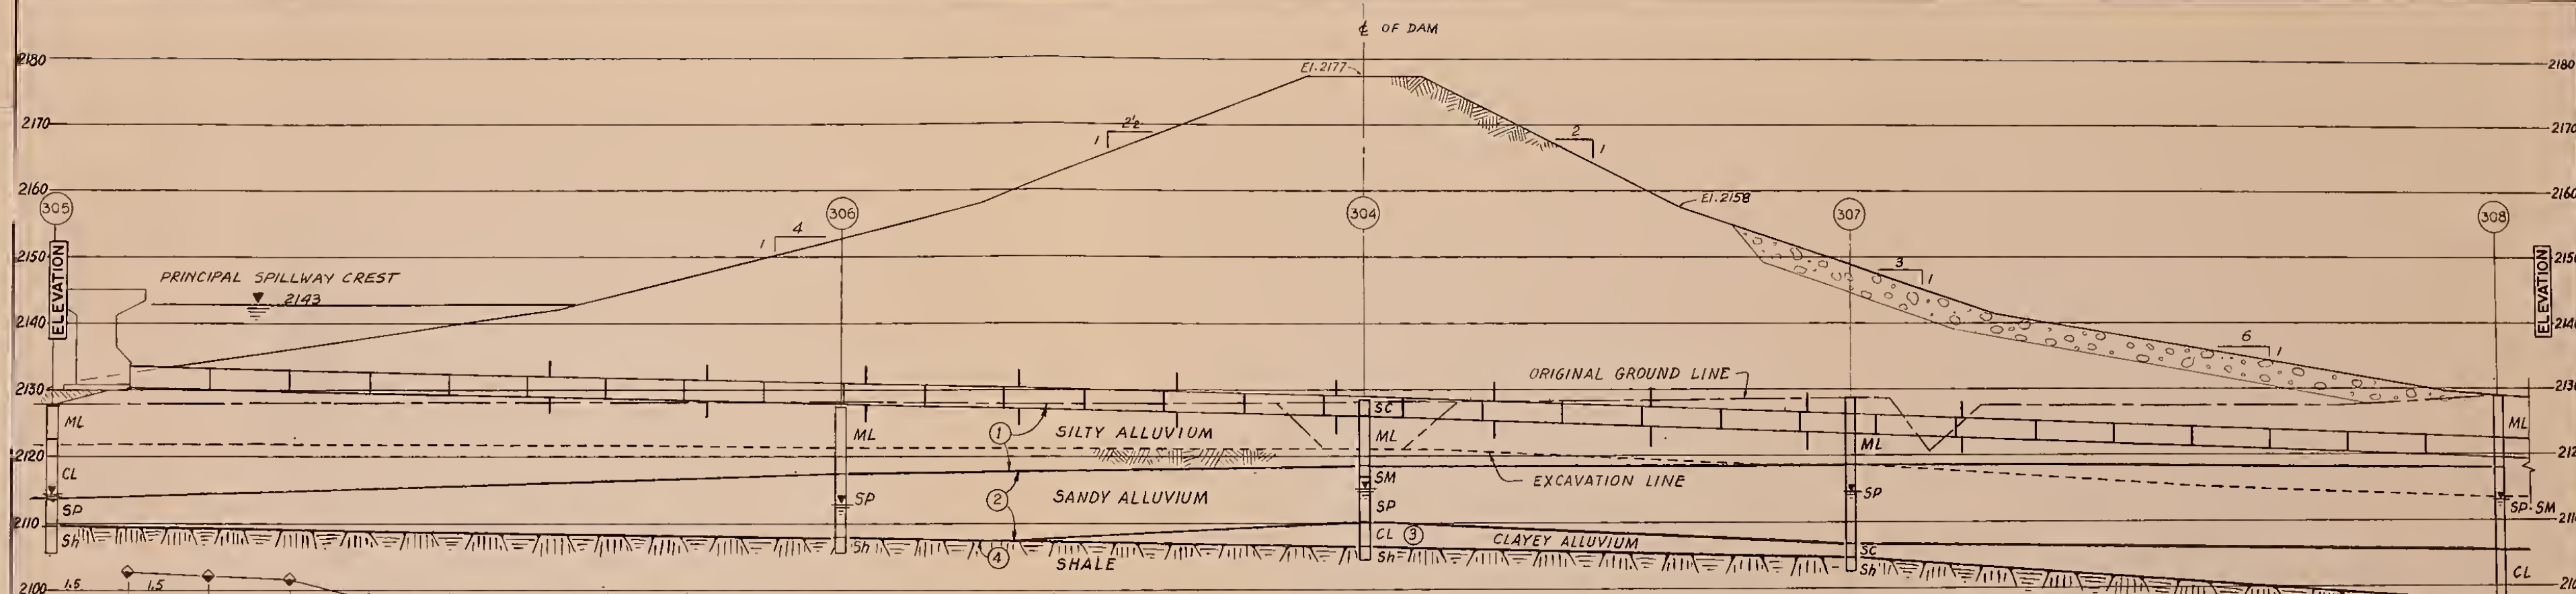 ℄ OF DAM
2180
El. 2177
2180
2170
1 2½
2 1
2170
2160
El. 2158
2160
305
306
304
307
308
1 4
2150
ELEVATION
3 1
ELEVATION
PRINCIPAL SPILLWAY CREST
2143
2140
6 1
2130
ORIGINAL GROUND LINE
SC
ML
ML
1
SILTY ALLUVIUM
ML
ML
ML
2120
CL
SM
EXCAVATION LINE
2
SANDY ALLUVIUM
SP
SP
SP
SP
SP-SM
2110
CL
3
CLAYEY ALLUVIUM
SC
Sh
Sh
4
SHALE
Sh
Sh
CL
2100
1.5
1.5